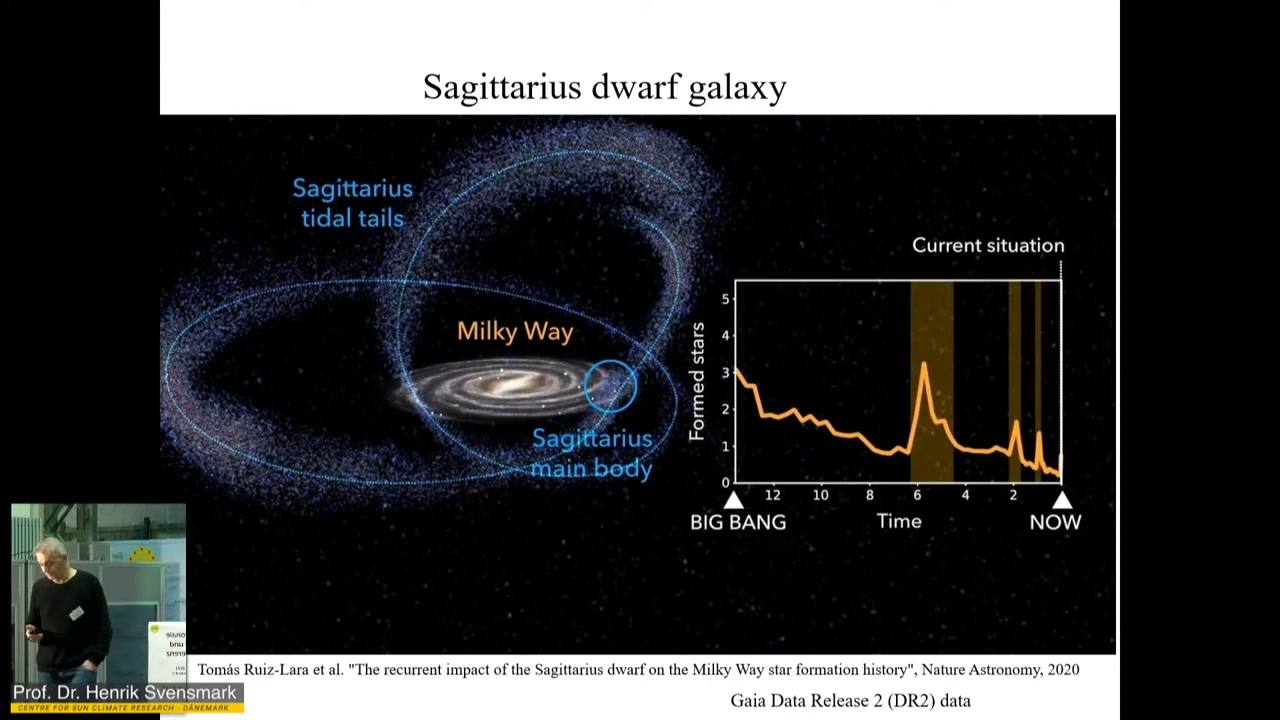 Sagittarius dwarf galaxy
Sagittarius
tidal tails
Milky Way
Sagittarius
main body
Current situation
Formed stars
5
4
3
2
1
0
12 10 8 6 4 2
BIG BANG Time NOW
Tomás Ruiz-Lara et al. "The recurrent impact of the Sagittarius dwarf on the Milky Way star formation history", Nature Astronomy, 2020
Gaia Data Release 2 (DR2) data
Prof. Dr. Henrik Svensmark
CENTRE FOR SUN CLIMATE RESEARCH - DÄNEMARK